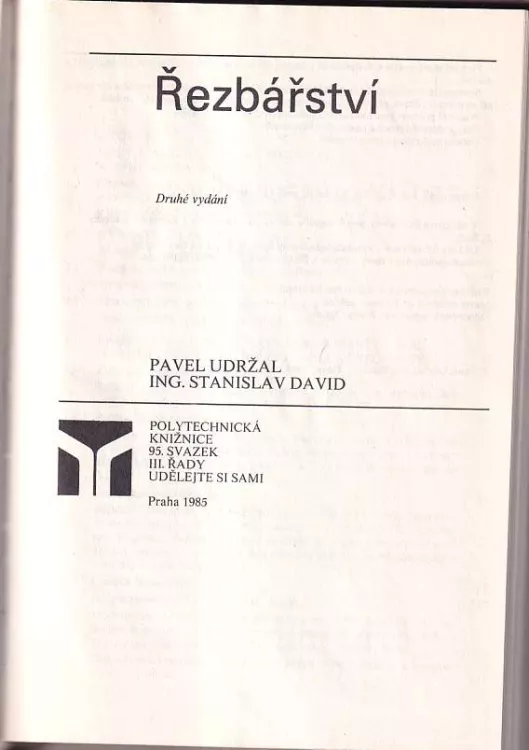 Řezbářství
Druhé vydání
PAVEL UDRŽAL
ING. STANISLAV DAVID
POLYTECHNICKÁ
KNIŽNICE
95. SVAZEK
III. ŘADY
UDĚLEJTE SI SAMI
Praha 1985